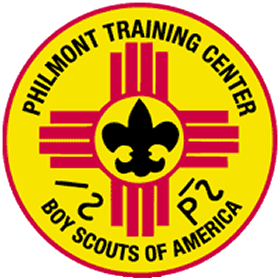 PHILMONT TRAINING CENTER
BOY SCOUTS OF AMERICA